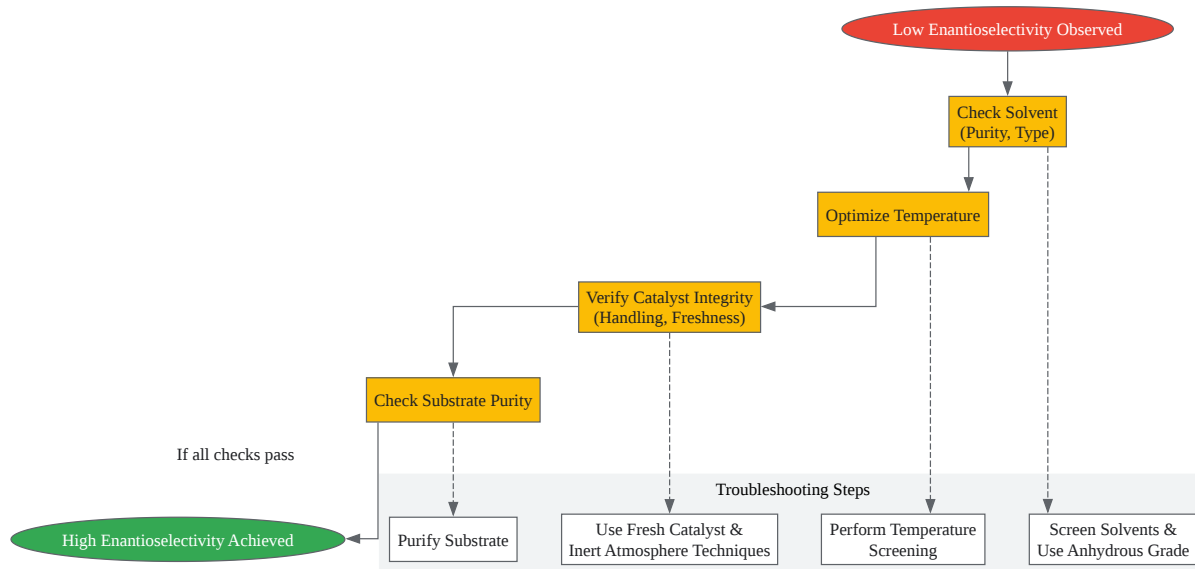 Low Enantioselectivity Observed
Check Solvent
(Purity, Type)
Optimize Temperature
Verify Catalyst Integrity
(Handling, Freshness)
Check Substrate Purity
If all checks pass
Troubleshooting Steps
High Enantioselectivity Achieved
Purify Substrate
Use Fresh Catalyst &
Inert Atmosphere Techniques
Perform Temperature
Screening
Screen Solvents &
Use Anhydrous Grade